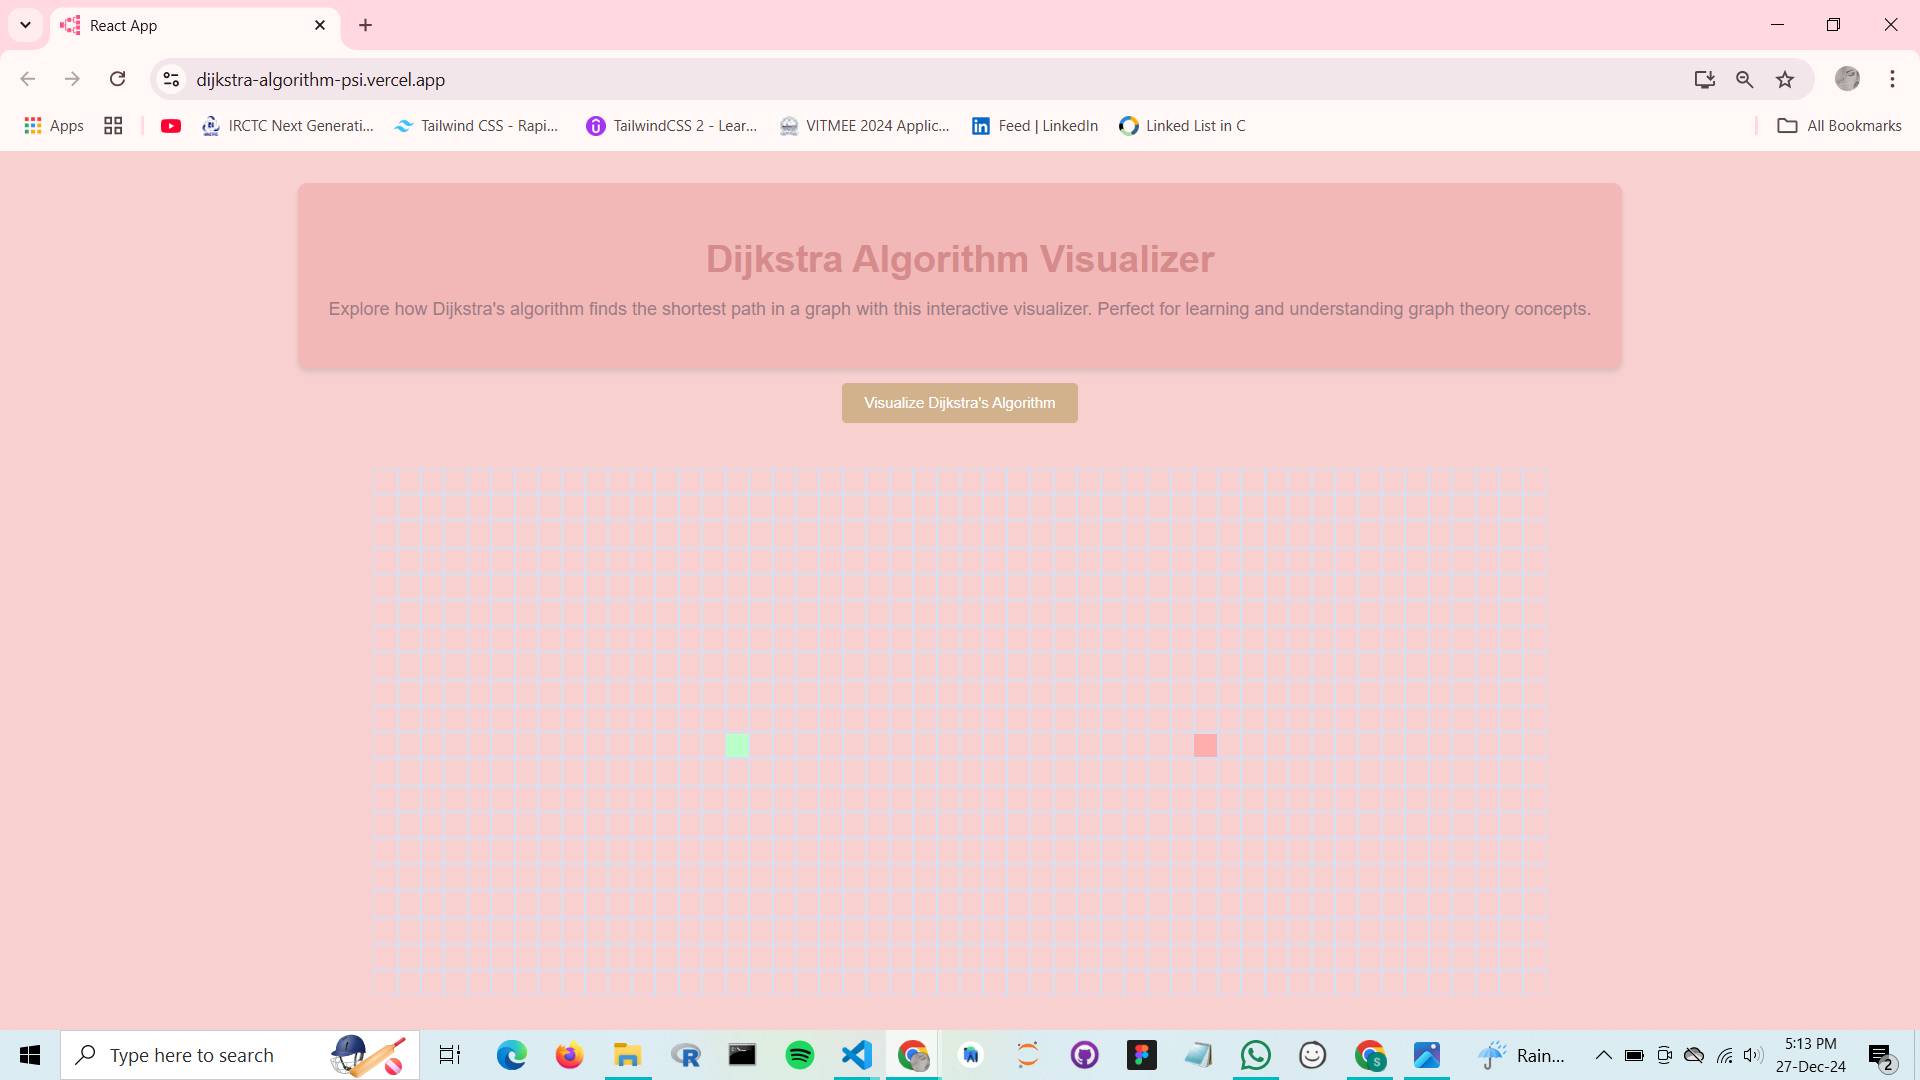 React App
dijkstra-algorithm-psi.vercel.app
Apps
IRCTC Next Generati...
Tailwind CSS - Rapi...
TailwindCSS 2 - Lear...
VITMEE 2024 Applic...
Feed | LinkedIn
Linked List in C
All Bookmarks
Dijkstra Algorithm Visualizer
Explore how Dijkstra's algorithm finds the shortest path in a graph with this interactive visualizer. Perfect for learning and understanding graph theory concepts.
Visualize Dijkstra's Algorithm
Type here to search
Rain...
5:13 PM
27-Dec-24
2